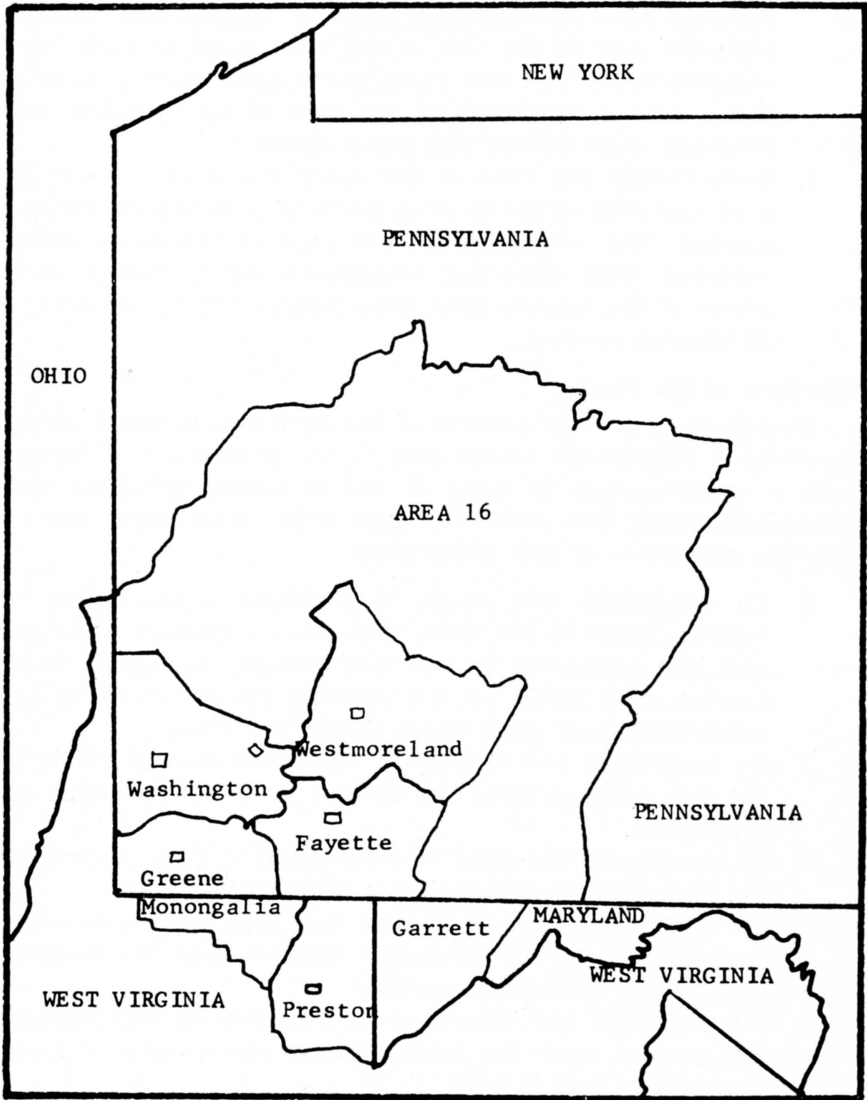 NEW YORK
PENNSYLVANIA
OHIO
AREA 16
Westmoreland
Washington
PENNSYLVANIA
Fayette
Greene
Monongalia
Garrett
MARYLAND
WEST VIRGINIA
WEST VIRGINIA
Preston